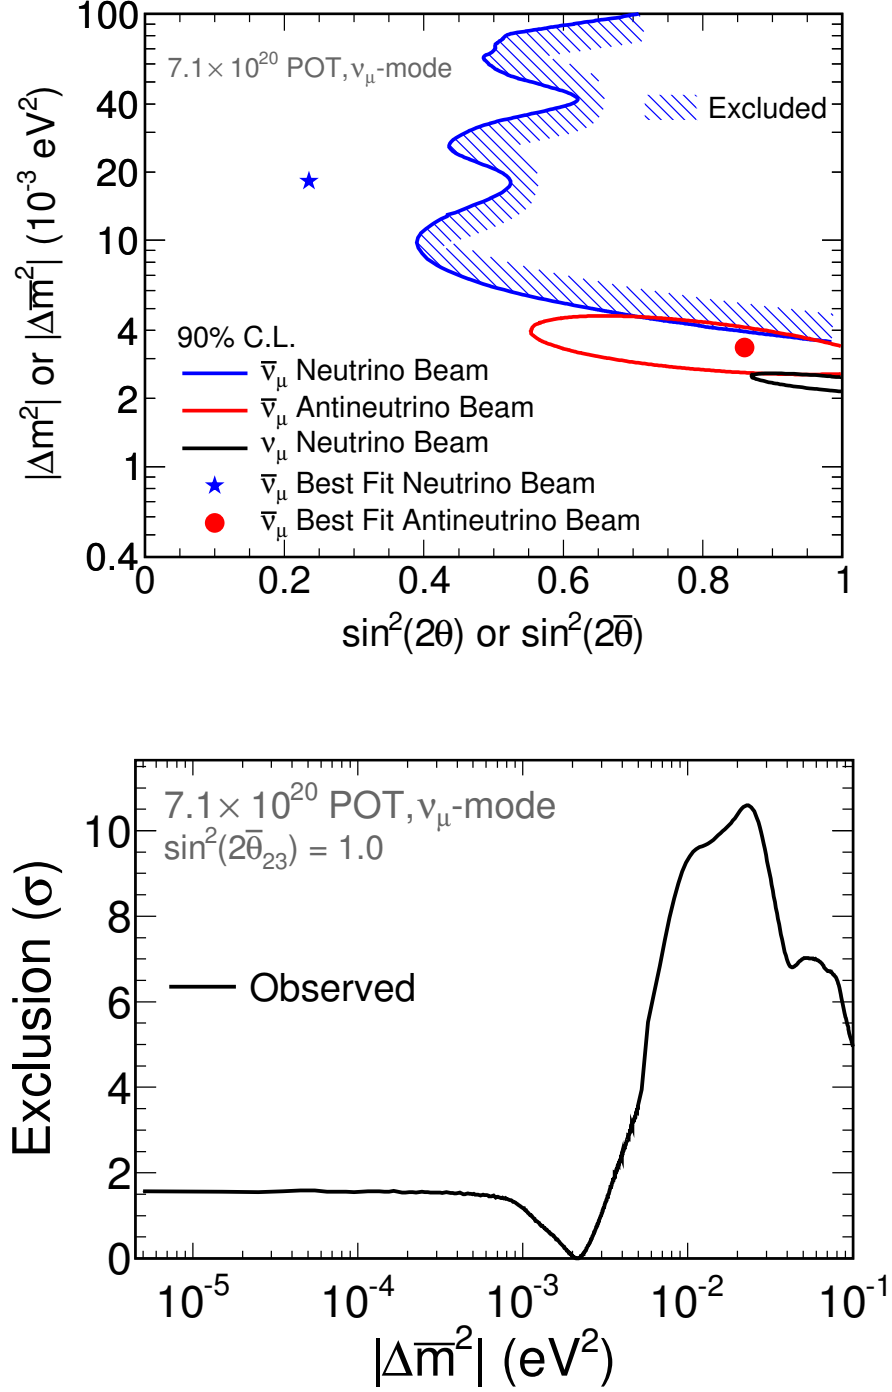 100
40
20
10
4
2
1
0.4
|Δm²| or |Δm̅²| (10⁻³ eV²)
7.1× 10²⁰ POT, νμ-mode
Excluded
90% C.L.
ν̅μ Neutrino Beam
ν̅μ Antineutrino Beam
νμ Neutrino Beam
ν̅μ Best Fit Neutrino Beam
ν̅μ Best Fit Antineutrino Beam
0 0.2 0.4 0.6 0.8 1
sin²(2θ) or sin²(2θ̅)
7.1× 10²⁰ POT, νμ-mode
sin²(2θ̅₂₃) = 1.0
Observed
Exclusion (σ)
10
8
6
4
2
0
10⁻⁵ 10⁻⁴ 10⁻³ 10⁻² 10⁻¹
|Δm̅²| (eV²)